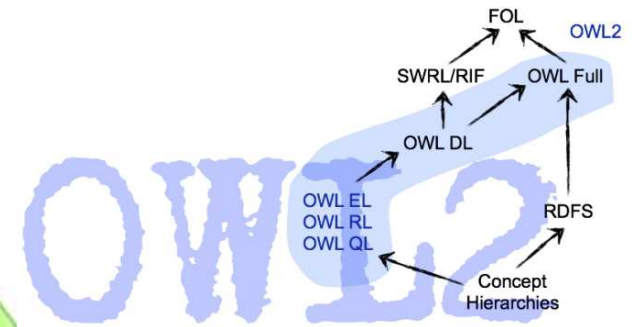 FOL
OWL2
SWRL/RIF
OWL Full
OWL DL
OWL EL
OWL RL
OWL QL
RDFS
Concept
Hierarchies
OWL2